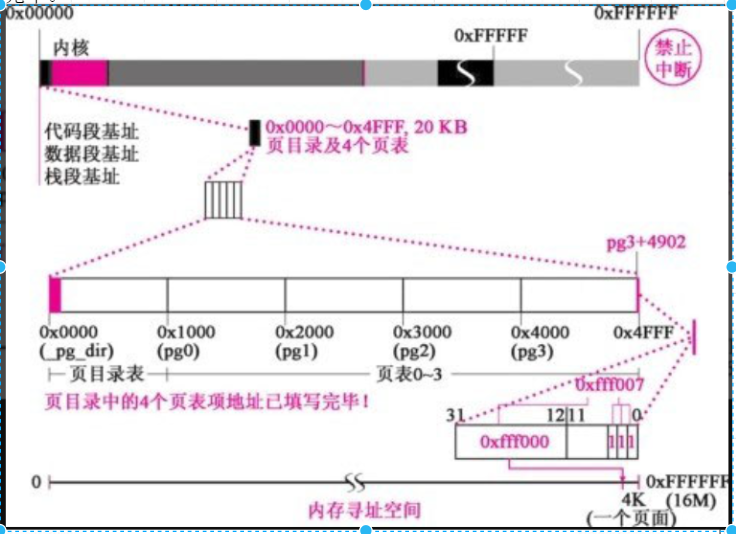 0x00000
0xFFFFFF
0xFFFFF
内核
禁止
中断
代码段基址
数据段基址
栈段基址
0x0000～0x4FFF, 20 KB
页目录及4个页表
pg3+4902
0x0000 0x1000 0x2000 0x3000 0x4000 0x4FFF
(_pg_dir) (pg0) (pg1) (pg2) (pg3)
页目录表 页表0~3
0xfff007
页目录中的4个页表项地址已填写完毕！
31 12 11 0
0xfff000 1 1 1
0 0xFFFFFF
4K (16M)
内存寻址空间
(一个页面)